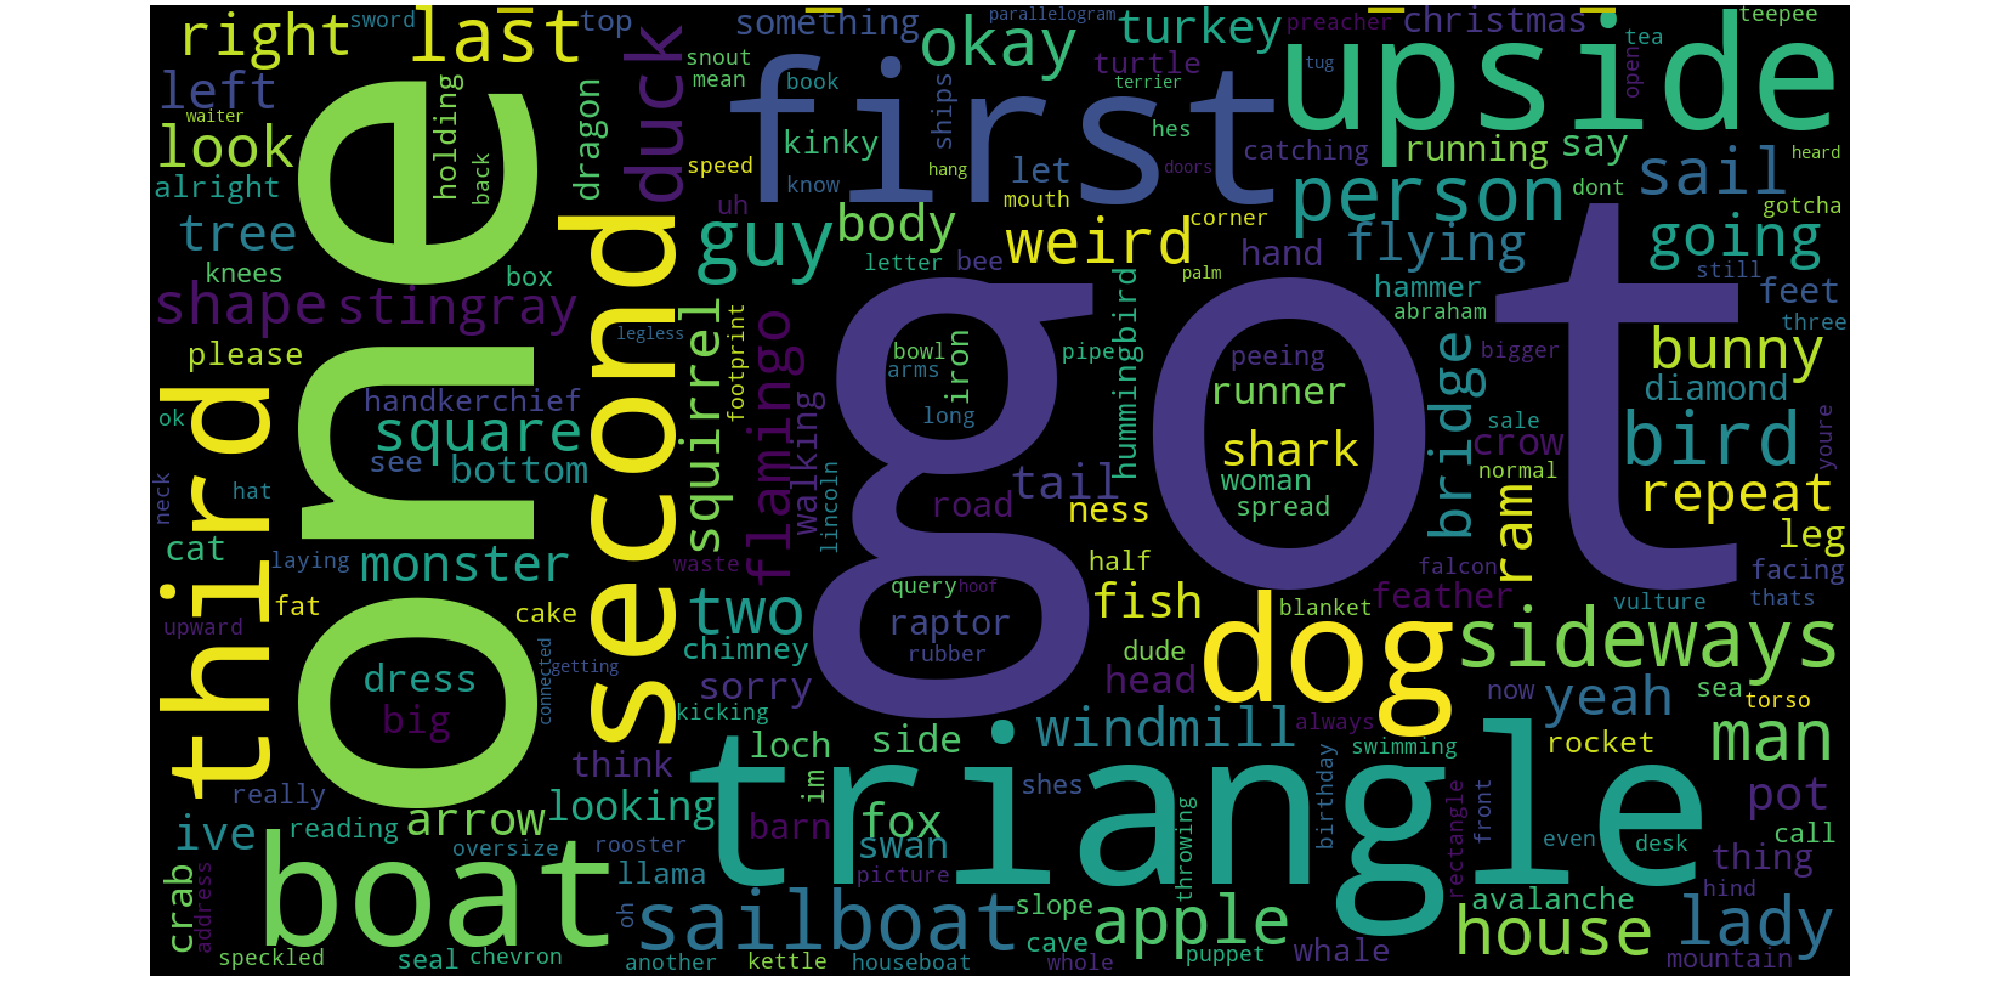 sword
top
something
parallelogram
preacher
christmas
teepee
right
last
okay
turkey
upside
tea
left
holding
duck
snout
mean
book
first
turtle
terrier
tug
open
waiter
look
one
back
dragon
kinky
ships
hes
catching
running
say
heard
alright
speed
know
hang
let
doors
person
dont
sail
tree
uh
guy
body
weird
mouth
corner
hand
flying
going
gotcha
knees
box
second
letter
bee
palm
got
still
shape
stingray
legless
squirrel
footprint
flamingo
bowl
iron
pipe
hummingbird
peeing
hammer
abraham
bridge
bigger
feet
three
please
third
handkerchief
arms
runner
bunny
diamond
ok
square
walking
long
shark
sale
crow
bird
youre
see
bottom
tail
woman
normal
neck
hat
lincoln
road
ness
spread
ram
repeat
leg
cat
laying
monster
waste
query
hoof
half
falcon
facing
fat
cake
two
raptor
fish
blanket
feather
vulture
thats
upward
connected
getting
chimney
rubber
dude
dog
sideways
dress
big
sorry
head
now
yeah
sea
torso
kicking
triangle
windmill
always
man
think
loch
side
swimming
rocket
really
looking
im
shes
birthday
rectangle
front
pot
ive
reading
arrow
barn
fox
throwing
call
boat
oversize
rooster
swan
even
desk
thing
crab
address
llama
picture
avalanche
hind
oh
sailboat
slope
apple
house
lady
speckled
seal
chevron
another
kettle
houseboat
cave
whole
puppet
whale
mountain